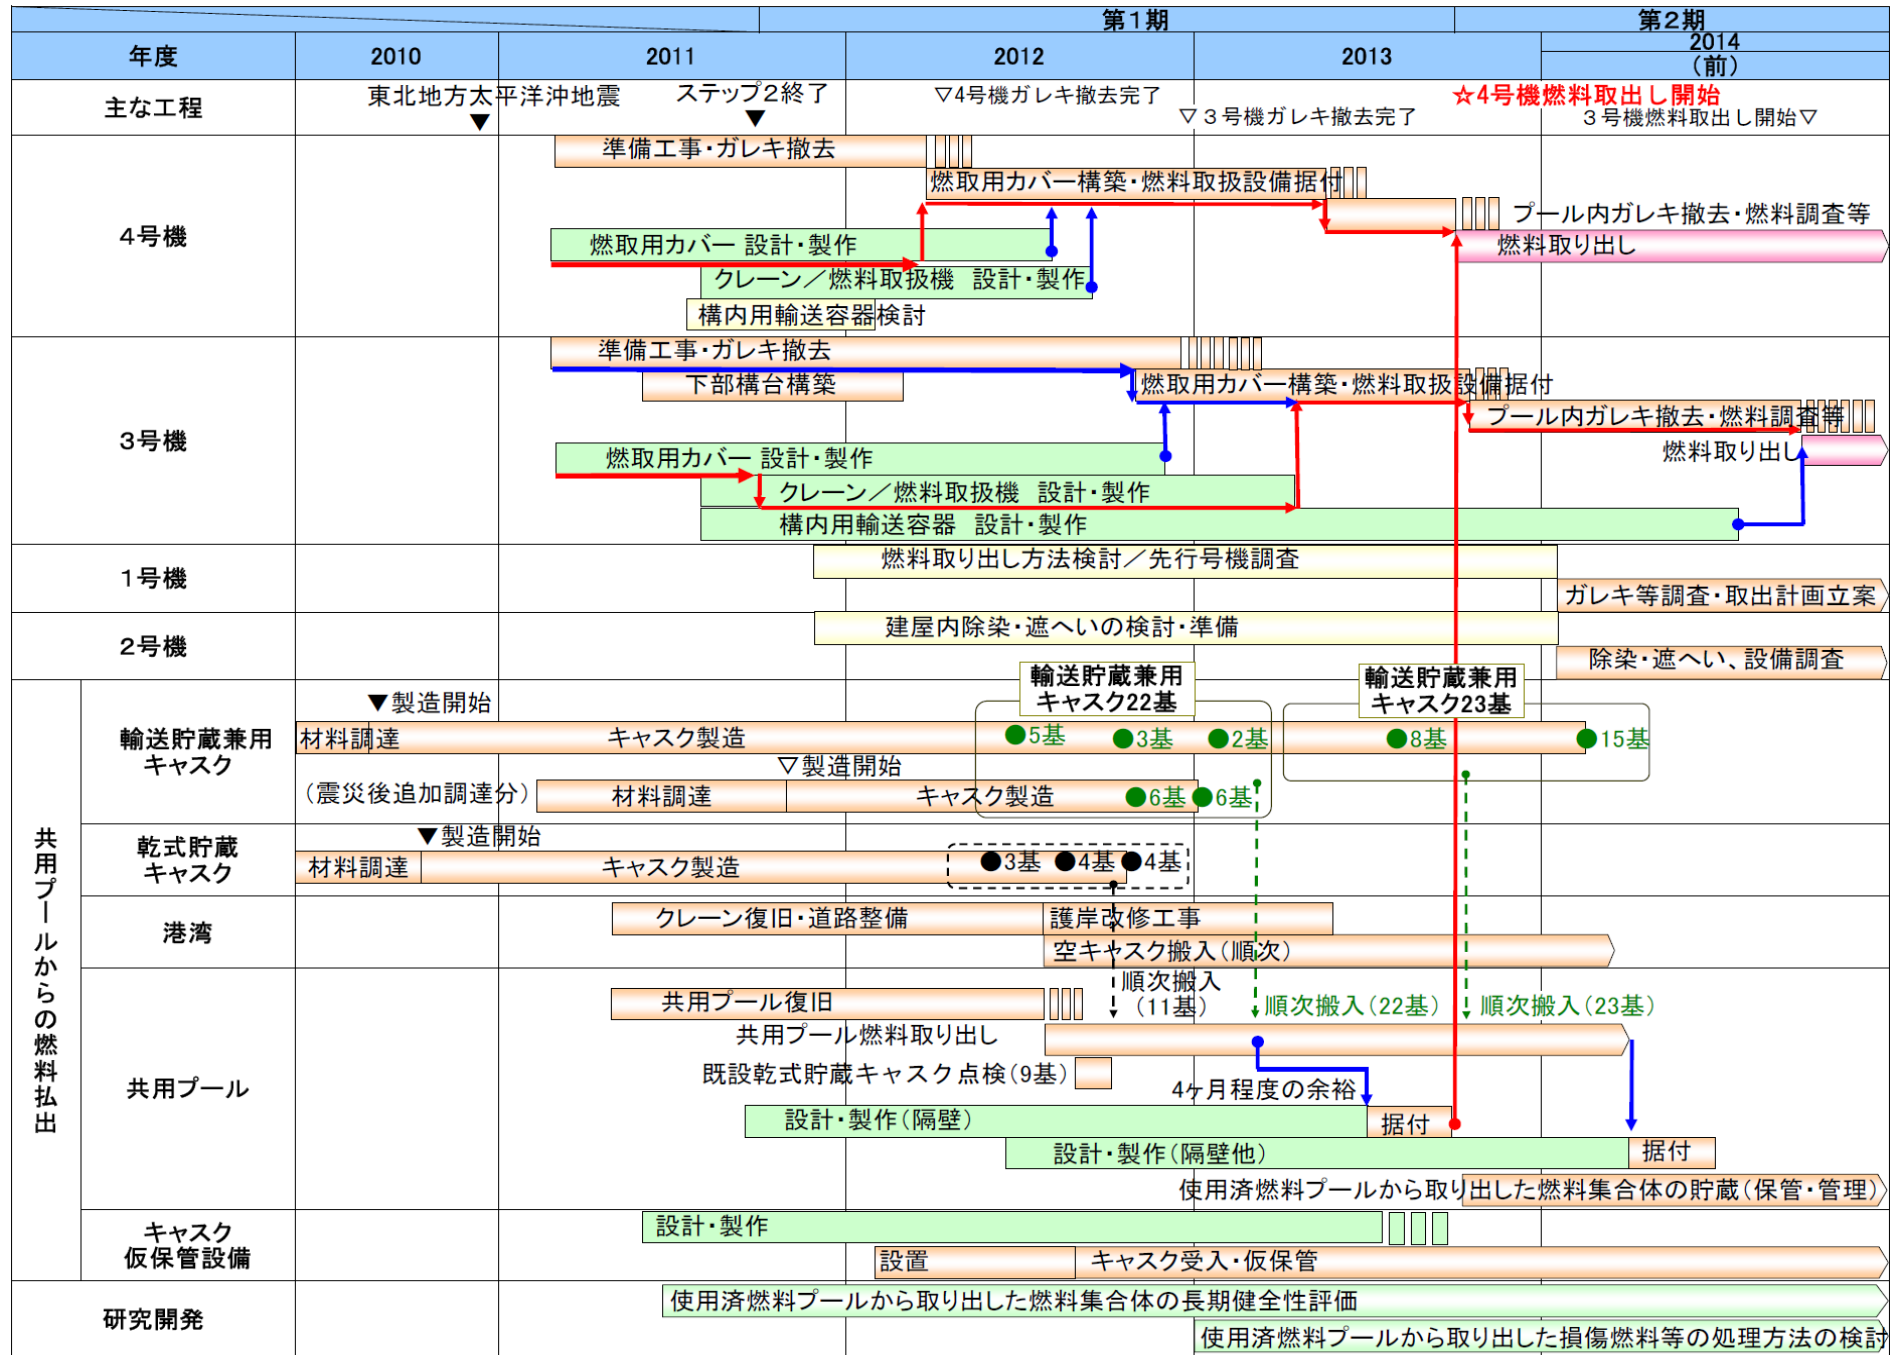 第１期
第２期
年度
2010
2011
2012
2013
2014
（前）
主な工程
東北地方太平洋沖地震
▼
ステップ２終了
▼
▽4号機ガレキ撤去完了
▽３号機ガレキ撤去完了
☆4号機燃料取出し開始
３号機燃料取出し開始▽
４号機
準備工事・ガレキ撤去
燃取用カバー構築・燃料取扱設備据付
プール内ガレキ撤去・燃料調査等
燃料取り出し
燃取用カバー 設計・製作
クレーン／燃料取扱機 設計・製作
構内用輸送容器検討
３号機
準備工事・ガレキ撤去
下部構台構築
燃取用カバー構築・燃料取扱設備据付
プール内ガレキ撤去・燃料調査等
燃料取り出し
燃取用カバー 設計・製作
クレーン／燃料取扱機 設計・製作
構内用輸送容器 設計・製作
１号機
燃料取り出し方法検討／先行号機調査
ガレキ等調査・取出計画立案
２号機
建屋内除染・遮へいの検討・準備
除染・遮へい、設備調査
共用プールからの燃料払出
輸送貯蔵兼用
キャスク
▼製造開始
輸送貯蔵兼用
キャスク22基
輸送貯蔵兼用
キャスク23基
材料調達
キャスク製造
●5基
●3基
●2基
●8基
●15基
▽製造開始
（震災後追加調達分）
材料調達
キャスク製造
●6基
●6基
乾式貯蔵
キャスク
▼製造開始
材料調達
キャスク製造
●3基
●4基
●4基
港湾
クレーン復旧・道路整備
護岸改修工事
空キャスク搬入（順次）
共用プール
共用プール復旧
順次搬入
（11基）
順次搬入（22基）
順次搬入（23基）
共用プール燃料取り出し
既設乾式貯蔵キャスク点検（9基）
4ヶ月程度の余裕
設計・製作（隔壁）
据付
設計・製作（隔壁他）
据付
使用済燃料プールから取り出した燃料集合体の貯蔵（保管・管理）
キャスク
仮保管設備
設計・製作
設置
キャスク受入・仮保管
研究開発
使用済燃料プールから取り出した燃料集合体の長期健全性評価
使用済燃料プールから取り出した損傷燃料等の処理方法の検討